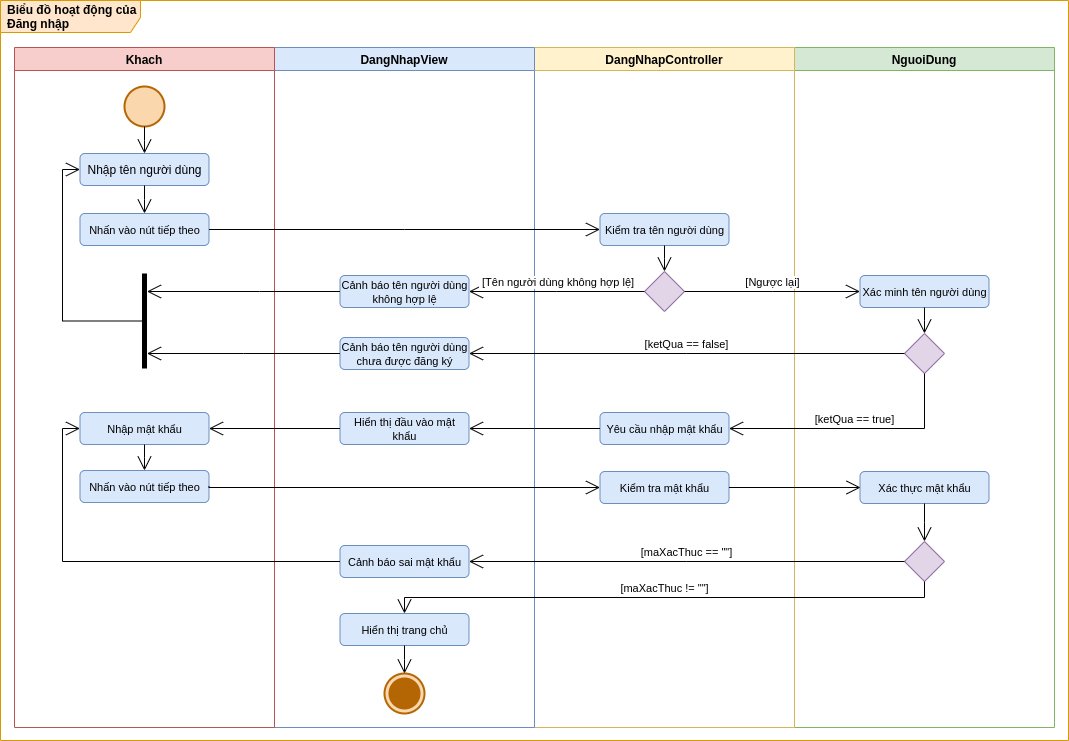 Biểu đồ hoạt động của
Đăng nhập
Khach
DangNhapView
DangNhapController
NguoiDung
Nhập tên người dùng
Nhấn vào nút tiếp theo
Kiểm tra tên người dùng
Cảnh báo tên người dùng
không hợp lệ
[Tên người dùng không hợp lệ]
[Ngược lại]
Xác minh tên người dùng
Cảnh báo tên người dùng
chưa được đăng ký
[ketQua == false]
[ketQua == true]
Nhập mật khẩu
Hiển thị đầu vào mật
khẩu
Yêu cầu nhập mật khẩu
Nhấn vào nút tiếp theo
Kiểm tra mật khẩu
Xác thực mật khẩu
Cảnh báo sai mật khẩu
[maXacThuc == ""]
[maXacThuc != ""]
Hiển thị trang chủ